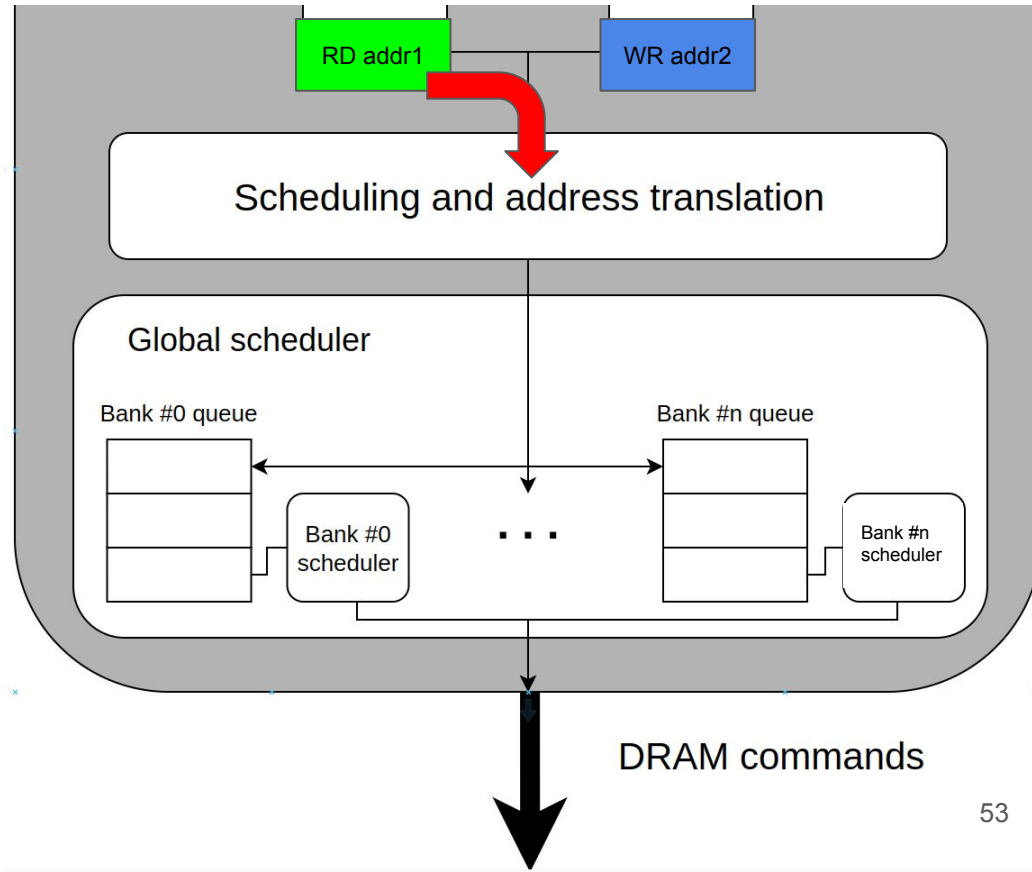 RD addr1
WR addr2
Scheduling and address translation
Global scheduler
Bank #0 queue
Bank #n queue
Bank #0
scheduler
. . .
Bank #n
scheduler
DRAM commands
53